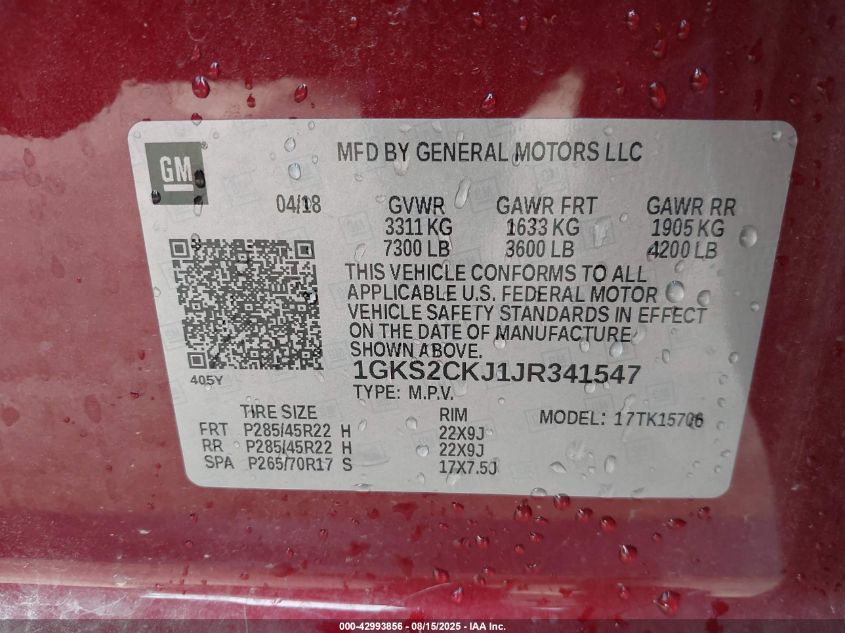 GM
MFD BY GENERAL MOTORS LLC
04/18 GVWR GAWR FRT GAWR RR
3311 KG 1633 KG 1905 KG
7300 LB 3600 LB 4200 LB
THIS VEHICLE CONFORMS TO ALL
APPLICABLE U.S. FEDERAL MOTOR
VEHICLE SAFETY STANDARDS IN EFFECT
ON THE DATE OF MANUFACTURE
SHOWN ABOVE.
405Y
1GKS2CKJ1JR341547
TYPE: M.P.V.
TIRE SIZE RIM MODEL: 17TK15706
FRT P285/45R22 H 22X9J
RR P285/45R22 H 22X9J
SPA P265/70R17 S 17X7.5J
000-42993856 - 08/15/2025 - IAA Inc.